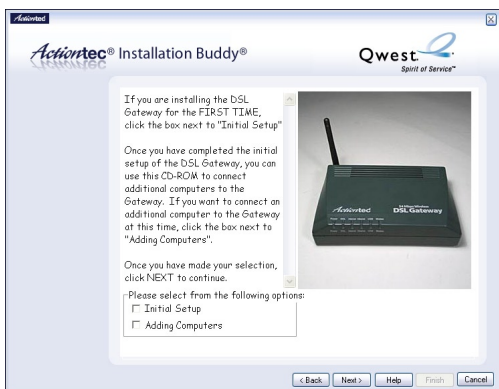 Actiontec
Actiontec® Installation Buddy®
Qwest
Spirit of Service™
If you are installing the DSL
Gateway for the FIRST TIME,
click the box next to "Initial Setup"
Once you have completed the initial
setup of the DSL Gateway, you can
use this CD-ROM to connect
additional computers to the
Gateway. If you want to connect an
additional computer to the Gateway
at this time, click the box next to
"Adding Computers".
Once you have made your selection,
click NEXT to continue.
Actiontec
DSL Gateway
Please select from the following options:
Initial Setup
Adding Computers
< Back
Next >
Help
Finish
Cancel